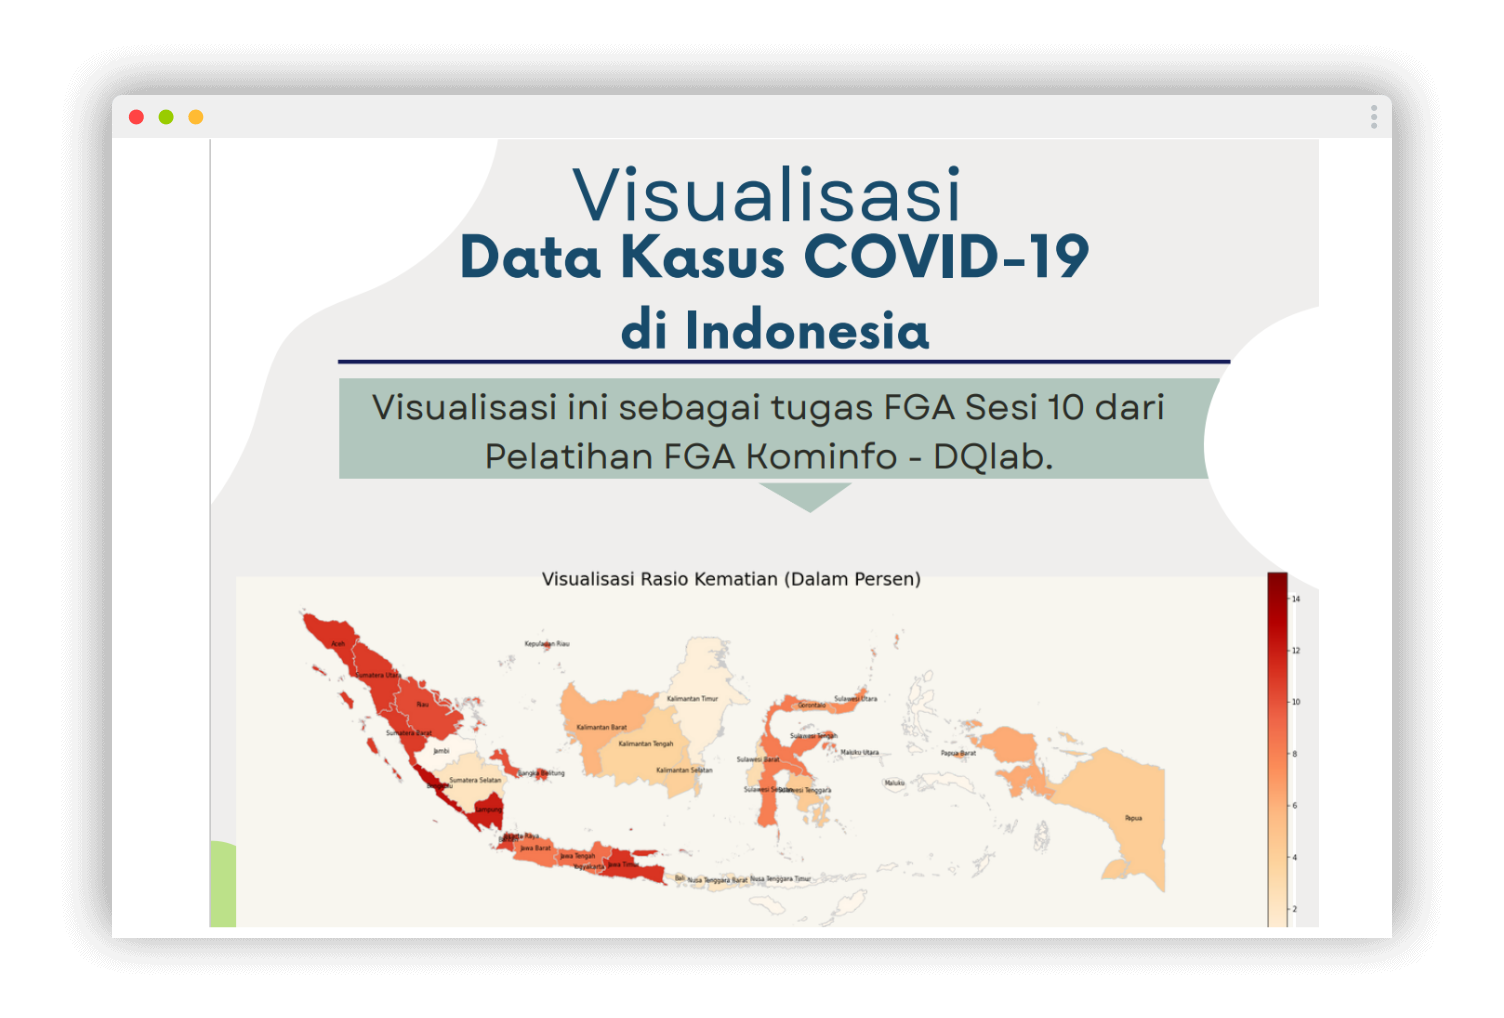 Visualisasi
Data Kasus COVID-19
di Indonesia
Visualisasi ini sebagai tugas FGA Sesi 10 dari
Pelatihan FGA Kominfo - DQlab.
Visualisasi Rasio Kematian (Dalam Persen)
14
12
10
8
6
4
2
Aceh
Kepulauan Riau
Sumatera Utara
Riau
Kalimantan Timur
Sulawesi Utara
Gorontalo
Sumatera Barat
Kalimantan Barat
Sulawesi Tengah
Jambi
Kalimantan Tengah
Maluku Utara
Papua Barat
Sulawesi Barat
Bangka Belitung
Kalimantan Selatan
Sumatera Selatan
Maluku
Sulawesi
Tenggara
Lampung
Papua
Raya
Jawa Barat
Jawa Tengah
Yogyakarta
Jawa Timur
Bali
Nusa Tenggara Barat
Nusa Tenggara Timur